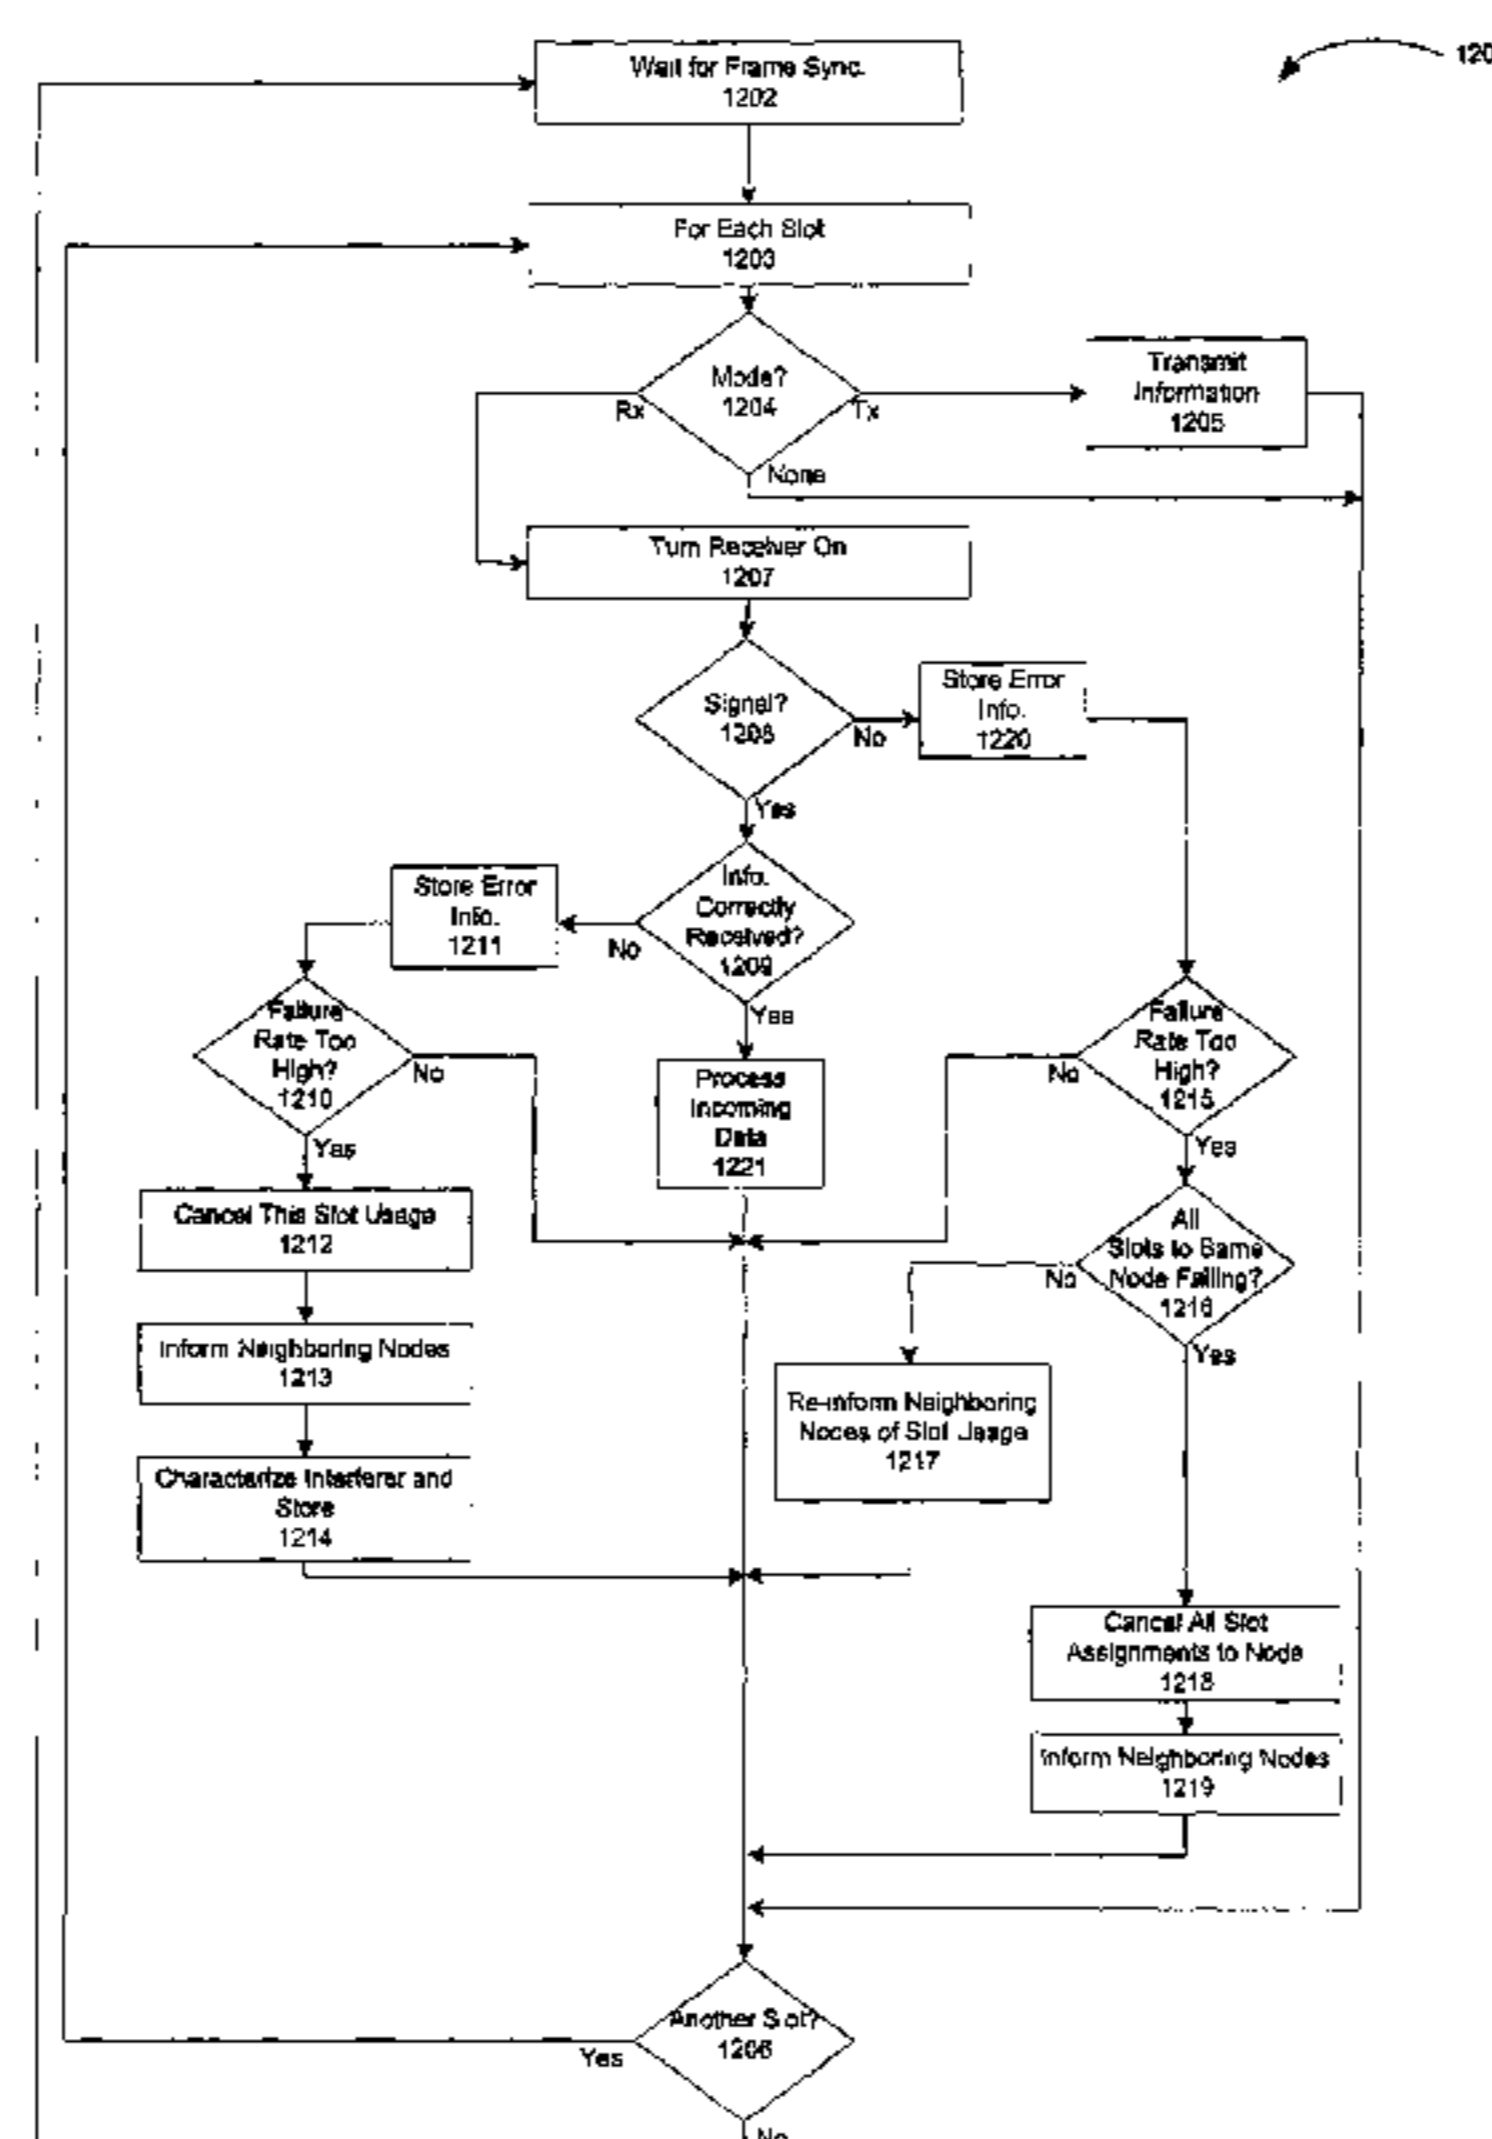 120
Wait for Frame Sync.
1202
For Each Slot
1203
Mode?
1204
Rx
Tx
None
Transmit
Information
1205
Turn Receiver On
1207
Signal?
1208
No
Yes
Store Error
Info.
1220
Info.
Correctly
Received?
1209
No
Yes
Store Error
Info.
1211
Failure
Rate Too
High?
1210
No
Yes
Process
Incoming
Data
1221
Failure
Rate Too
High?
1215
No
Yes
Cancel This Slot Usage
1212
All
Slots to Same
Node Failing?
1216
No
Yes
Inform Neighboring Nodes
1213
Re-inform Neighboring
Nodes of Slot Usage
1217
Characterize Interferer and
Store
1214
Cancel All Slot
Assignments to Node
1218
Inform Neighboring Nodes
1219
Another Slot?
1206
Yes
No